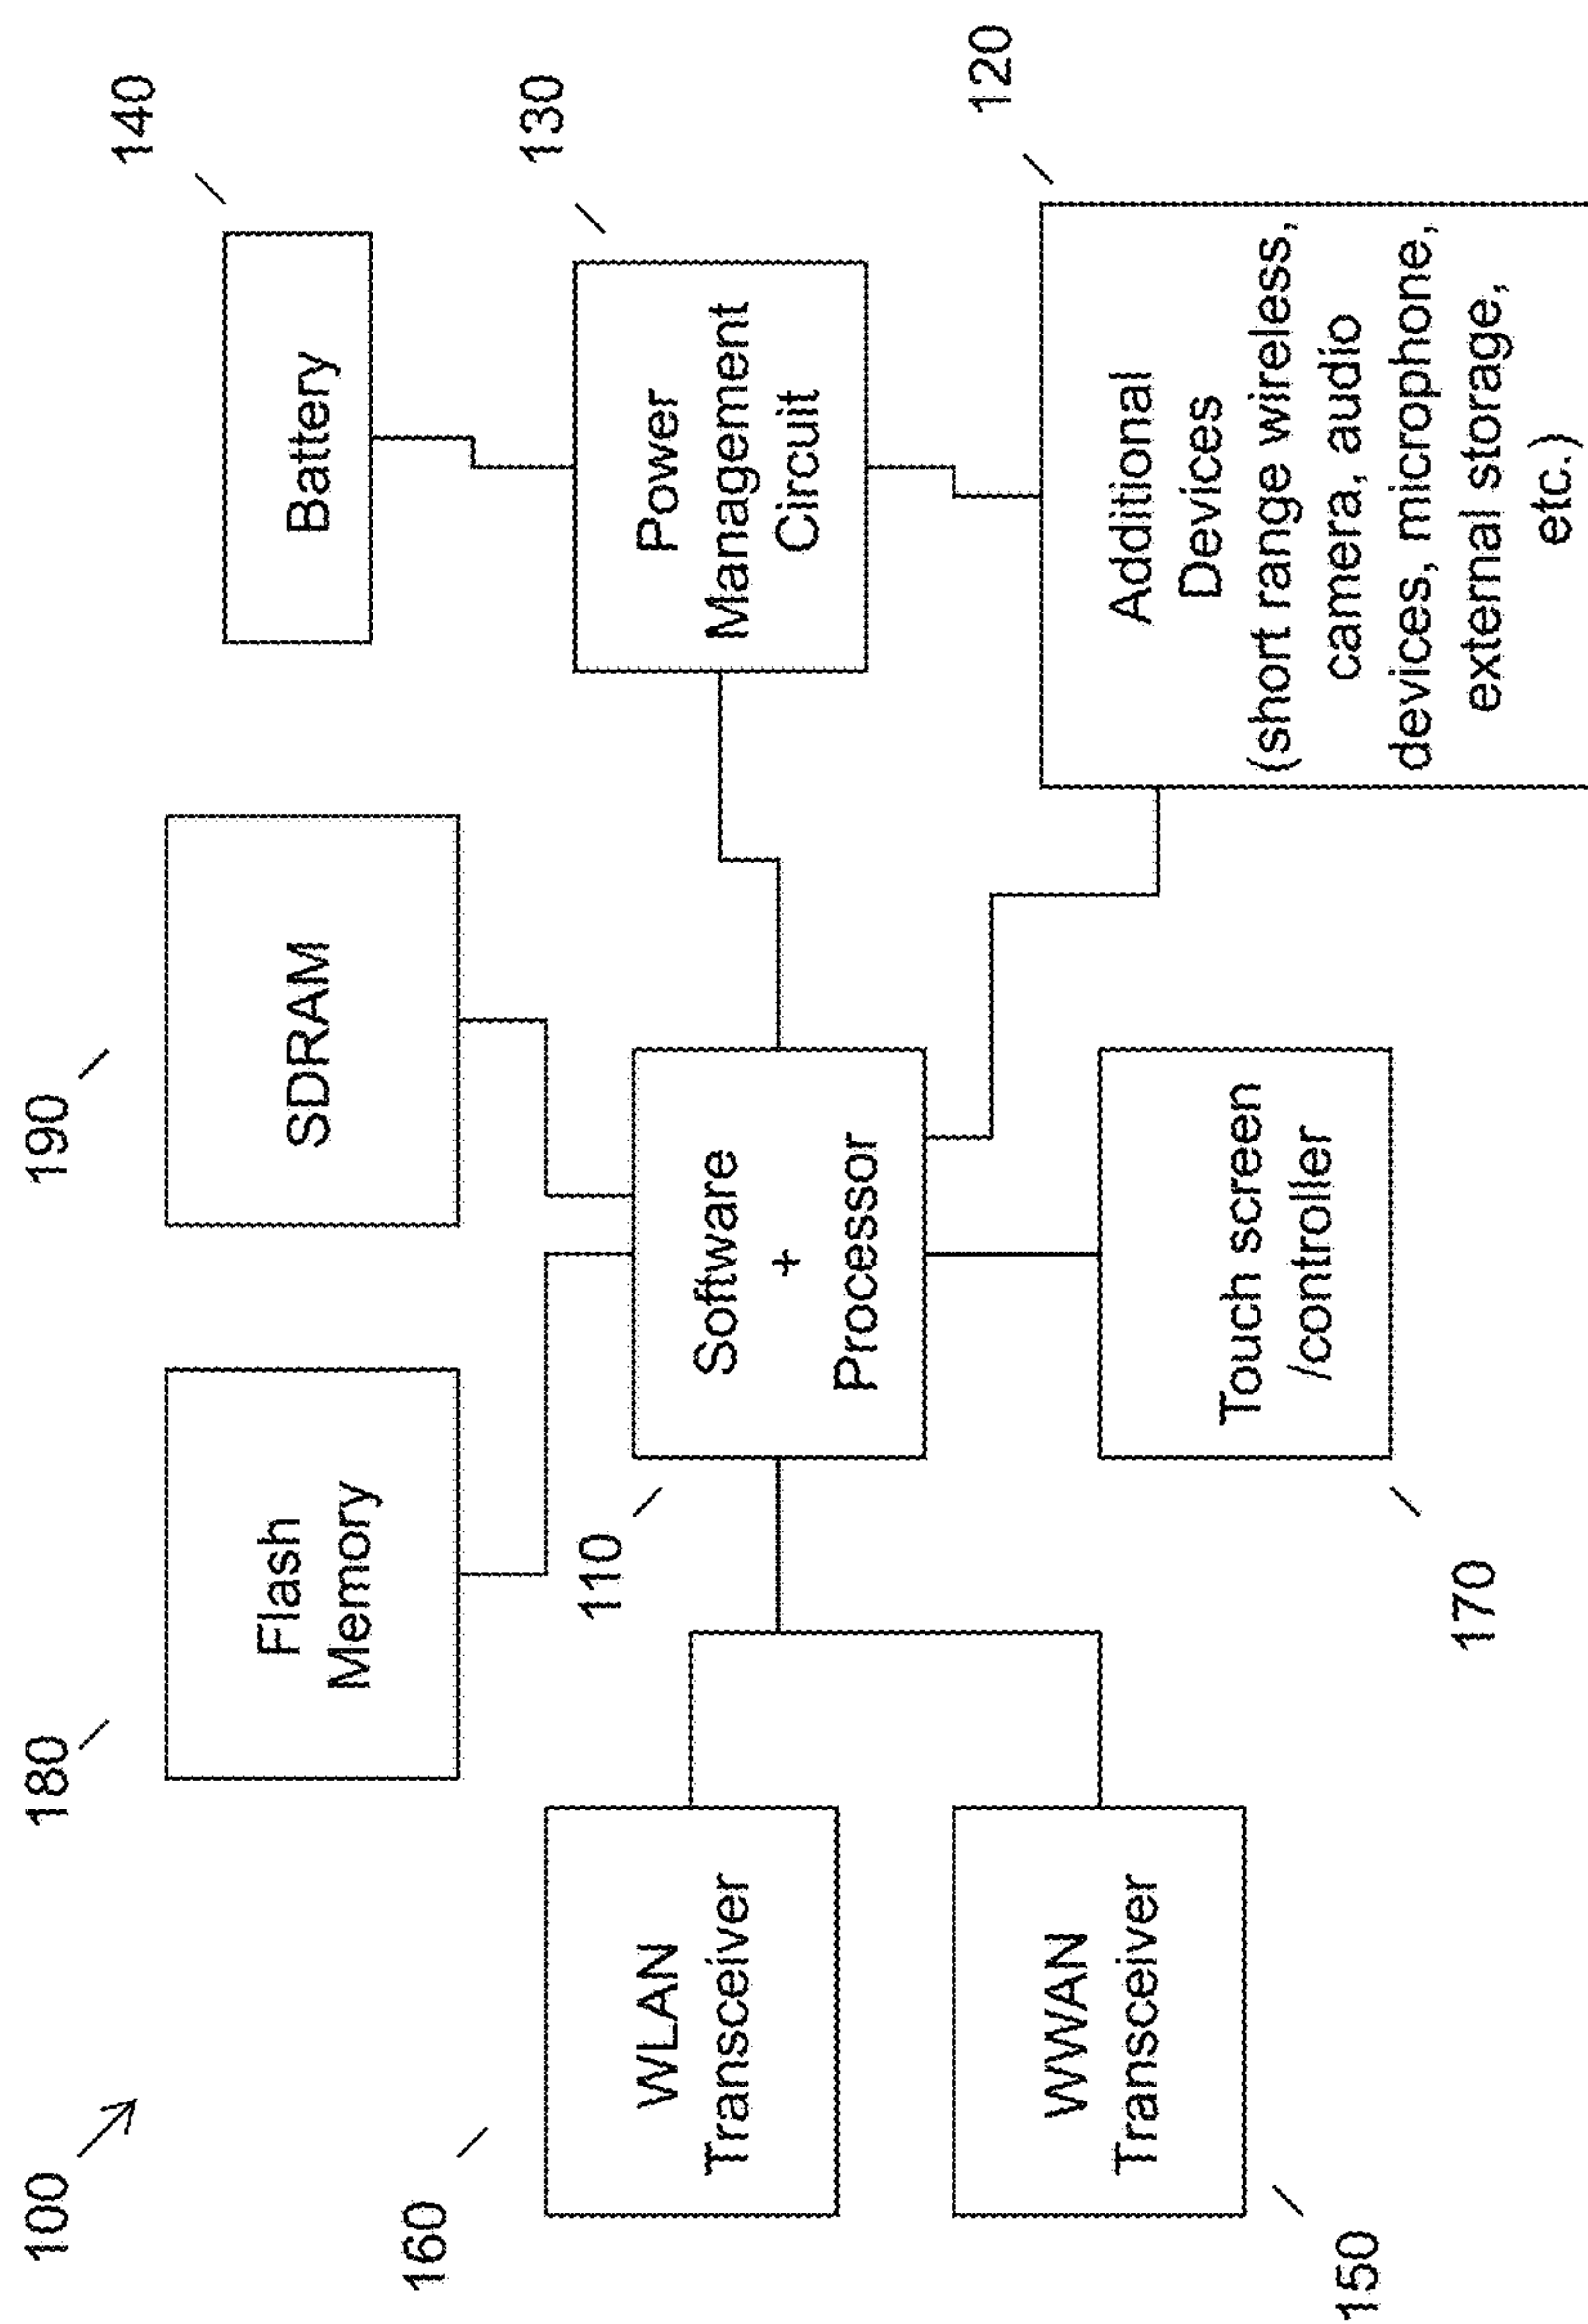 100
180
Flash
Memory
190
SDRAM
140
Battery
160
WLAN
Transceiver
110
Software
+
Processor
130
Power
Management
Circuit
150
WWAN
Transceiver
170
Touch screen
/controller
120
Additional
Devices
(short range wireless,
camera, audio
devices, microphone,
external storage,
etc.)